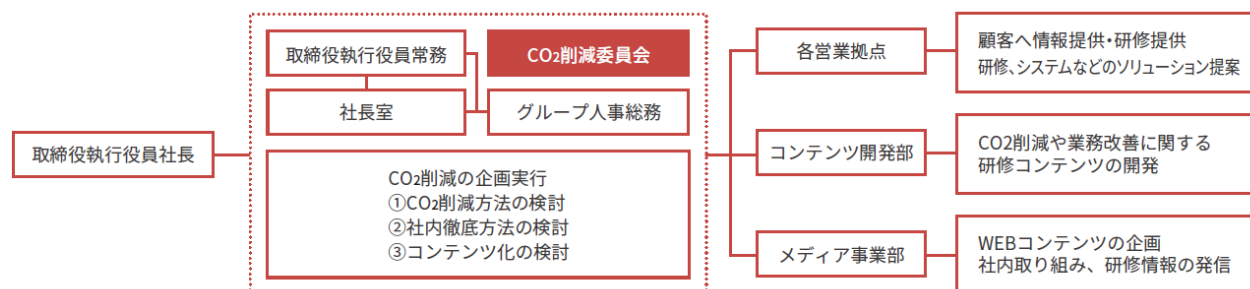 取締役執行役員社長
取締役執行役員常務
CO₂削減委員会
社長室
グループ人事総務
CO₂削減の企画実行
①CO₂削減方法の検討
②社内徹底方法の検討
③コンテンツ化の検討
各営業拠点
顧客へ情報提供・研修提供
研修、システムなどのソリューション提案
コンテンツ開発部
CO2削減や業務改善に関する
研修コンテンツの開発
メディア事業部
WEBコンテンツの企画
社内取り組み、研修情報の発信